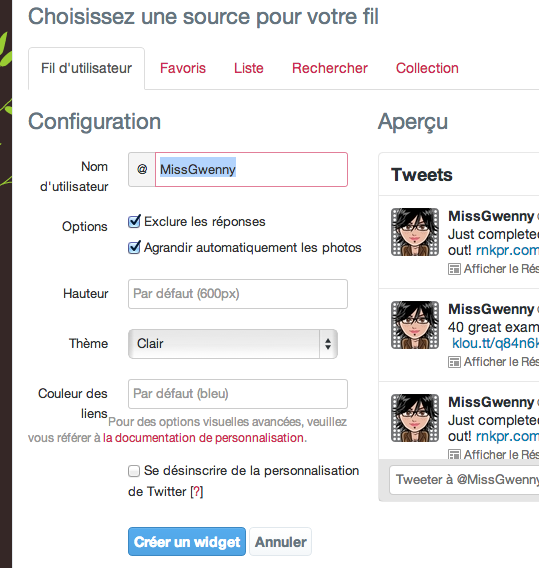 Choisissez une source pour votre fil
Fil d'utilisateur Favoris Liste Rechercher Collection
Configuration
Nom d'utilisateur
@ MissGwenny
Options
Exclure les réponses
Agrandir automatiquement les photos
Hauteur
Par défaut (600px)
Thème
Clair
Couleur des liens
Par défaut (bleu)
Pour des options visuelles avancées, veuillez
vous référer à la documentation de personnalisation.
Se désinscrire de la personnalisation
de Twitter [?]
Créer un widget Annuler
Aperçu
Tweets
MissGwenny
Just complete
out! rnkpr.com
Afficher le Rés
MissGwenny
40 great exam
klou.tt/q84n6k
Afficher le Rés
MissGwenny
Just complete
out! rnkpr.com
Afficher le Rés
Tweeter à @MissGwenny